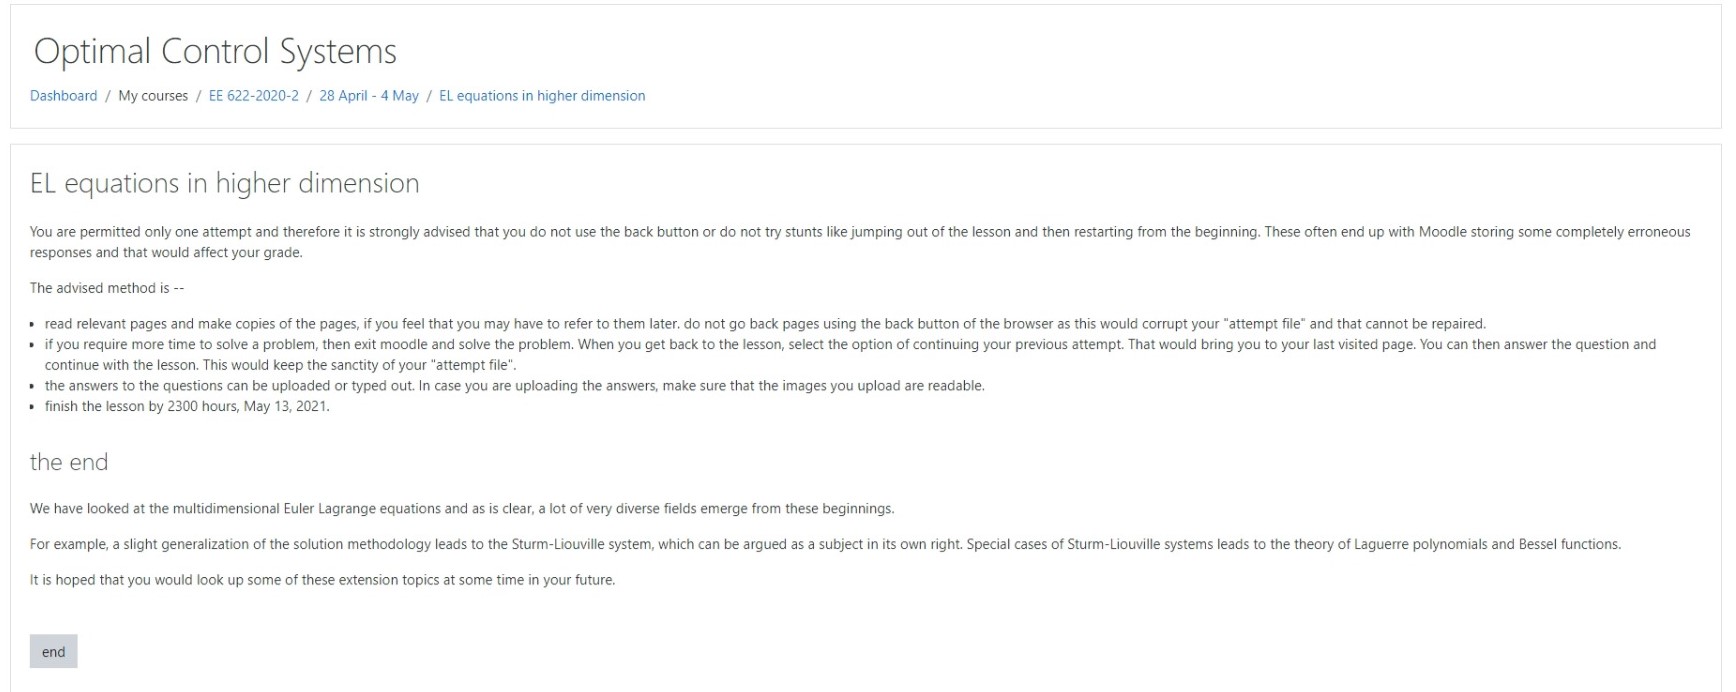 Optimal Control Systems
Dashboard / My courses / EE 622-2020-2 / 28 April - 4 May / EL equations in higher dimension
EL equations in higher dimension
You are permitted only one attempt and therefore it is strongly advised that you do not use the back button or do not try stunts like jumping out of the lesson and then restarting from the beginning. These often end up with Moodle storing some completely erroneous
responses and that would affect your grade.
The advised method is --
• read relevant pages and make copies of the pages, if you feel that you may have to refer to them later. do not go back pages using the back button of the browser as this would corrupt your "attempt file" and that cannot be repaired.
• if you require more time to solve a problem, then exit moodle and solve the problem. When you get back to the lesson, select the option of continuing your previous attempt. That would bring you to your last visited page. You can then answer the question and
continue with the lesson. This would keep the sanctity of your "attempt file".
• the answers to the questions can be uploaded or typed out. In case you are uploading the answers, make sure that the images you upload are readable.
• finish the lesson by 2300 hours, May 13, 2021.
the end
We have looked at the multidimensional Euler Lagrange equations and as is clear, a lot of very diverse fields emerge from these beginnings.
For example, a slight generalization of the solution methodology leads to the Sturm-Liouville system, which can be argued as a subject in its own right. Special cases of Sturm-Liouville systems leads to the theory of Laguerre polynomials and Bessel functions.
It is hoped that you would look up some of these extension topics at some time in your future.
end